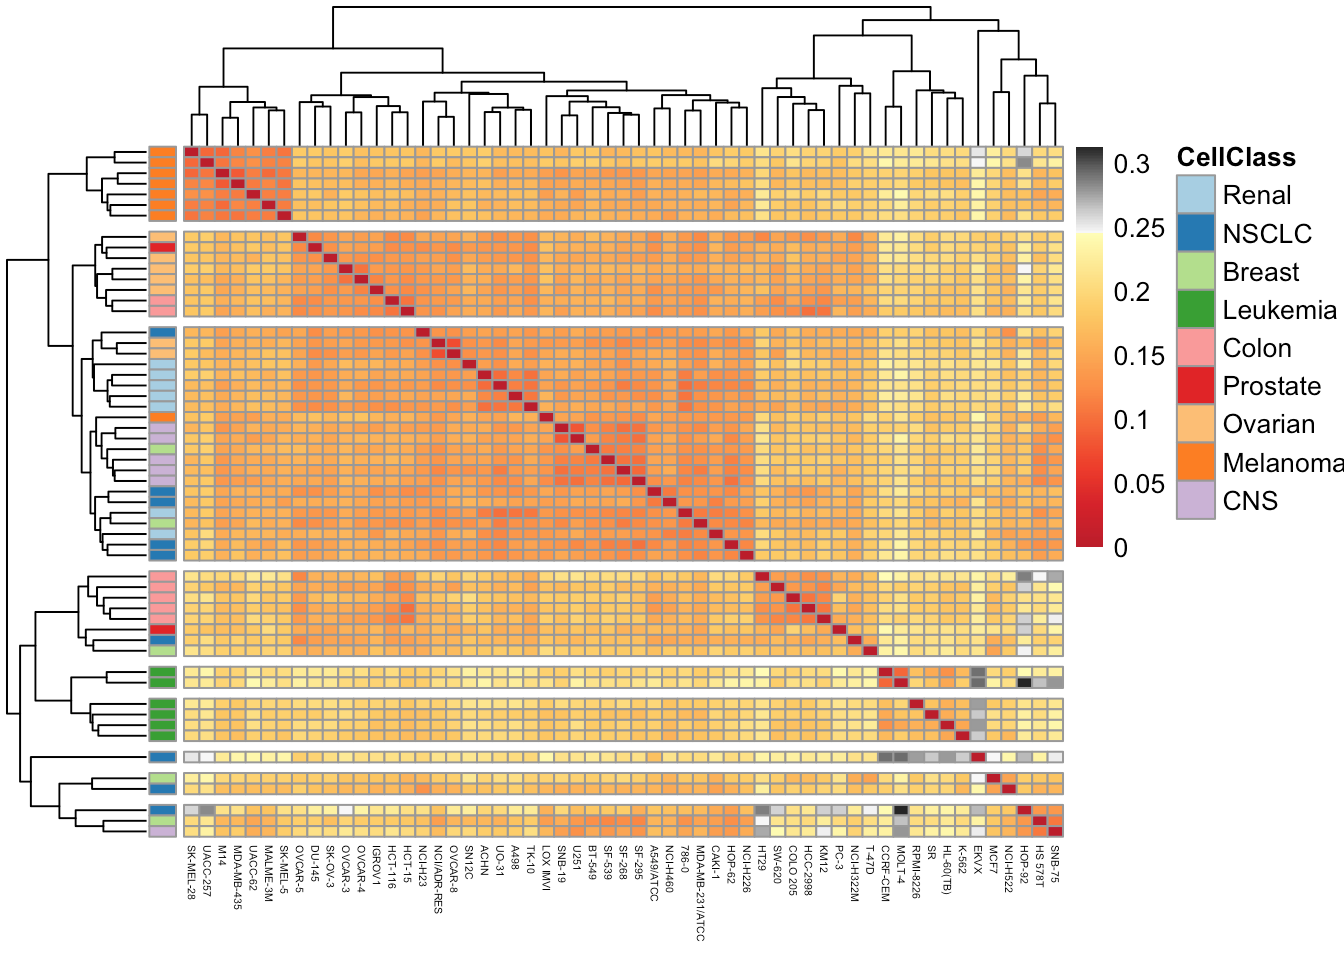 0.3
0.25
0.2
0.15
0.1
0.05
0
CellClass
Renal
NSCLC
Breast
Leukemia
Colon
Prostate
Ovarian
Melanoma
CNS
SK-MEL-28
UACC-257
M14
MDA-MB-435
UACC-62
MALME-3M
SK-MEL-5
OVCAR-5
DU-145
SK-OV-3
OVCAR-3
OVCAR-4
IGROV1
HCT-116
HCT-15
NCI-H23
NCI/ADR-RES
OVCAR-8
SN12C
ACHN
UO-31
A498
TK-10
LOX IMVI
SNB-19
U251
BT-549
SF-539
SF-268
SF-295
A549/ATCC
NCI-H460
786-0
MDA-MB-231/ATCC
CAKI-1
HOP-62
NCI-H226
HT29
SW-620
COLO 205
HCC-2998
KM12
PC-3
NCI-H322M
T-47D
CCRF-CEM
MOLT-4
RPMI-8226
SR
HL-60(TB)
K-562
EKVX
MCF7
NCI-H522
HOP-92
HS 578T
SNB-75